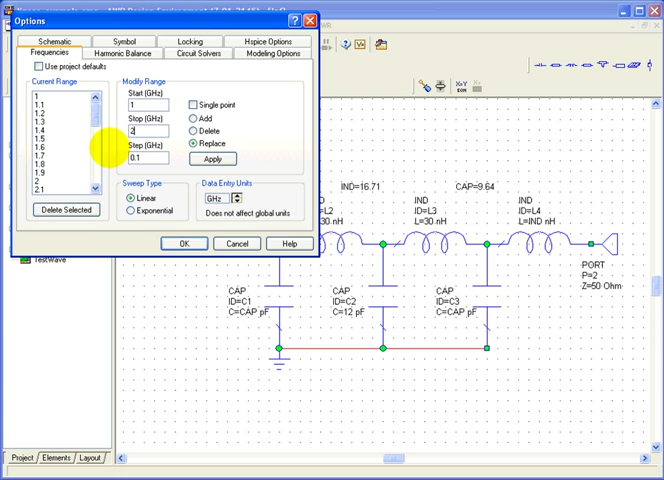 Options
Schematic
Symbol
Locking
Hspice Options
Frequencies
Harmonic Balance
Circuit Solvers
Modeling Options
Use project defaults
Current Range
1
1.1
1.2
1.3
1.4
1.5
1.6
1.7
1.8
1.9
2
2.1
Delete Selected
Modify Range
Start (GHz)
1
Stop (GHz)
2
Step (GHz)
0.1
Single point
Add
Delete
Replace
Apply
Sweep Type
Linear
Exponential
Data Entry Units
GHz
Does not affect global units
OK
Cancel
Help
TestWave
IND=16.71
CAP=9.64
IND
ID=L3
L=30 nH
IND
ID=L4
L=IND nH
PORT
P=2
Z=50 Ohm
CAP
ID=C1
C=CAP pF
CAP
ID=C2
C=12 pF
CAP
ID=C3
C=CAP pF
Project
Elements
Layout